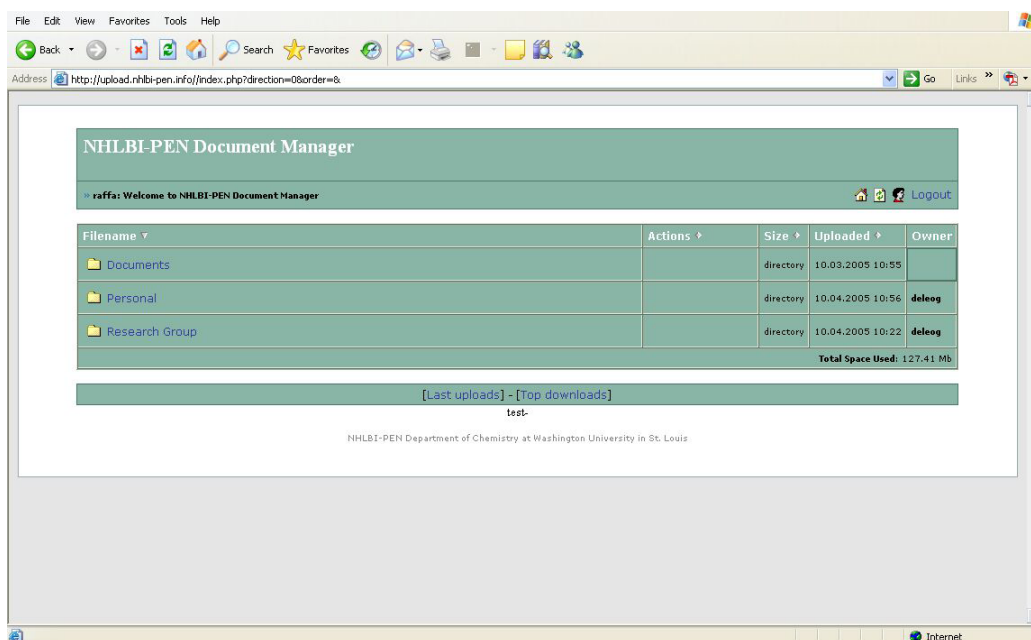 File Edit View Favorites Tools Help
Back Search Favorites
Address http://upload.nhlbi-pen.info//index.php?direction=0&order=& Go Links »
NHLBI-PEN Document Manager
» raffa: Welcome to NHLBI-PEN Document Manager Logout
Filename Actions Size Uploaded Owner
Documents directory 10.03.2005 10:55
Personal directory 10.04.2005 10:56 deleog
Research Group directory 10.04.2005 10:22 deleog
Total Space Used: 127.41 Mb
[Last uploads] - [Top downloads]
test-
NHLBI-PEN Department of Chemistry at Washington University in St. Louis
Internet